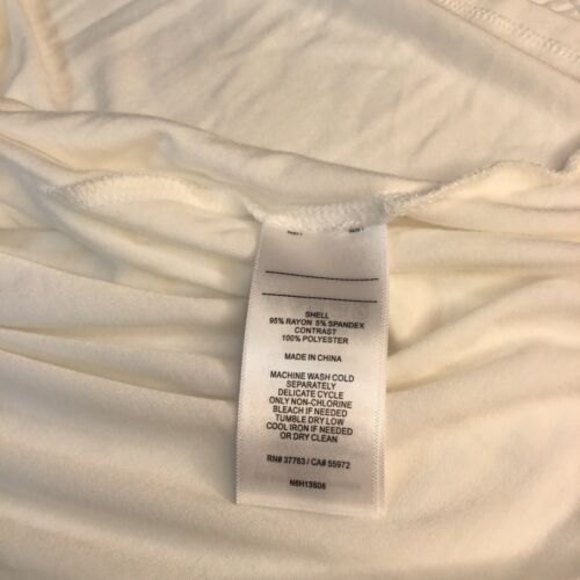 SHELL
95% RAYON 5% SPANDEX
CONTRAST
100% POLYESTER
MADE IN CHINA
MACHINE WASH COLD
SEPARATELY
DELICATE CYCLE
ONLY NON-CHLORINE
BLEACH IF NEEDED
TUMBLE DRY LOW
COOL IRON IF NEEDED
OR DRY CLEAN
RN# 37763 / CA# 55972
N6H13S06